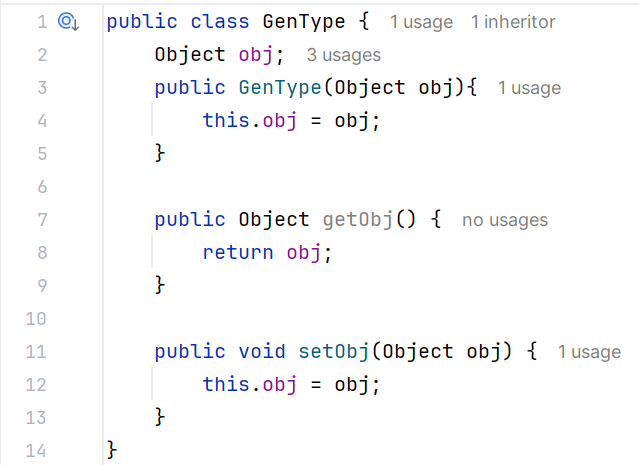 1 public class GenType { 1 usage 1 inheritor
2 Object obj; 3 usages
3 public GenType(Object obj){ 1 usage
4 this.obj = obj;
5 }
6
7 public Object getObj() { no usages
8 return obj;
9 }
10
11 public void setObj(Object obj) { 1 usage
12 this.obj = obj;
13 }
14 }